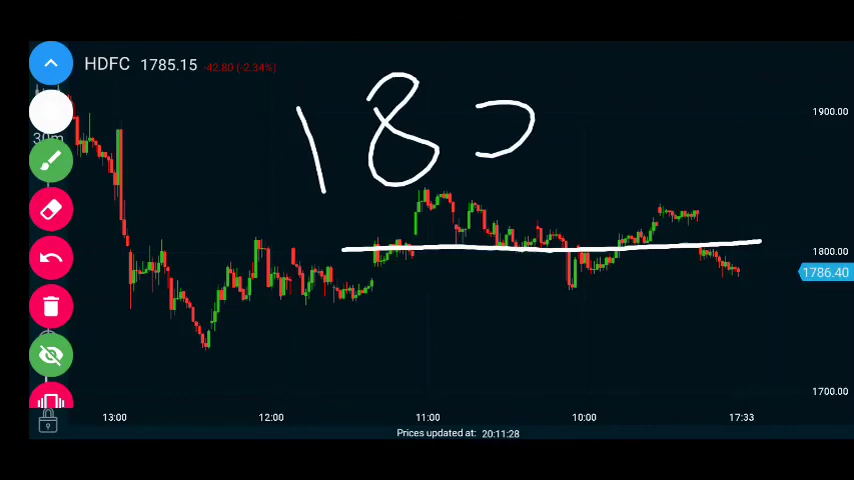 HDFC 1785.15 -42.80 (-2.34%)
18
1900.00
30m
1800.00
1786.40
1700.00
13:00 12:00 11:00 10:00 17:33
Prices updated at: 20:11:28